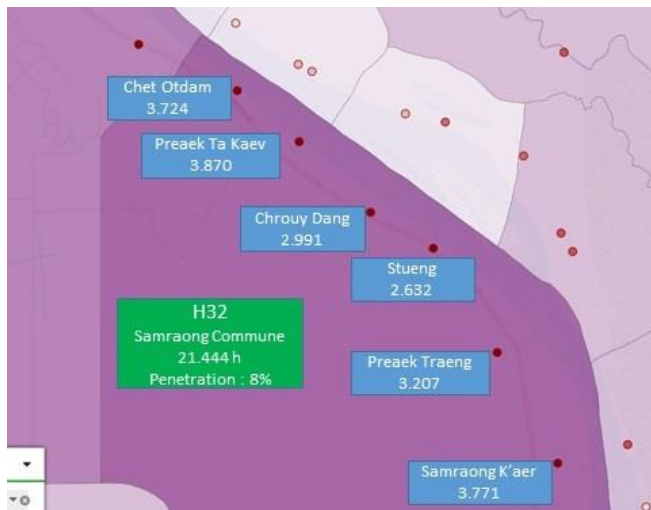 Chet Otdam
3.724
Preaek Ta Kaev
3.870
Chrouy Dang
2.991
Stueng
2.632
H32
Samraong Commune
21.444 h
Penetration : 8%
Preaek Traeng
3.207
Samraong K'aer
3.771